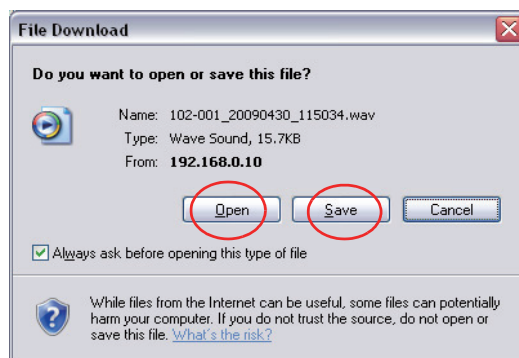 File Download
Do you want to open or save this file?
Name: 102-001_20090430_115034.wav
Type: Wave Sound, 15.7KB
From: 192.168.0.10
Open Save Cancel
Always ask before opening this type of file
While files from the Internet can be useful, some files can potentially
harm your computer. If you do not trust the source, do not open or
save this file. What's the risk?